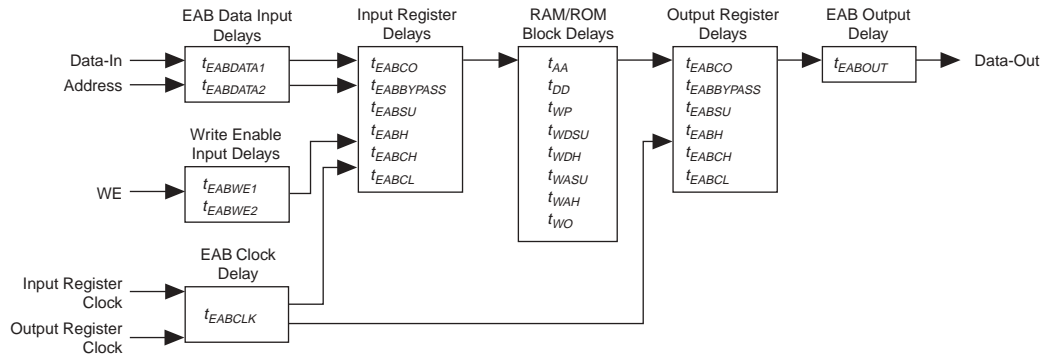 EAB Data Input
Delays
Data-In
Address
tEABDATA1
tEABDATA2
Write Enable
Input Delays
WE
tEABWE1
tEABWE2
EAB Clock
Delay
Input Register
Clock
Output Register
Clock
tEABCLK
Input Register
Delays
tEABCO
tEABBYPASS
tEABSU
tEABH
tEABCH
tEABCL
RAM/ROM
Block Delays
tAA
tDD
tWP
tWDSU
tWDH
tWASU
tWAH
tWO
Output Register
Delays
tEABCO
tEABBYPASS
tEABSU
tEABH
tEABCH
tEABCL
EAB Output
Delay
tEABOUT
Data-Out